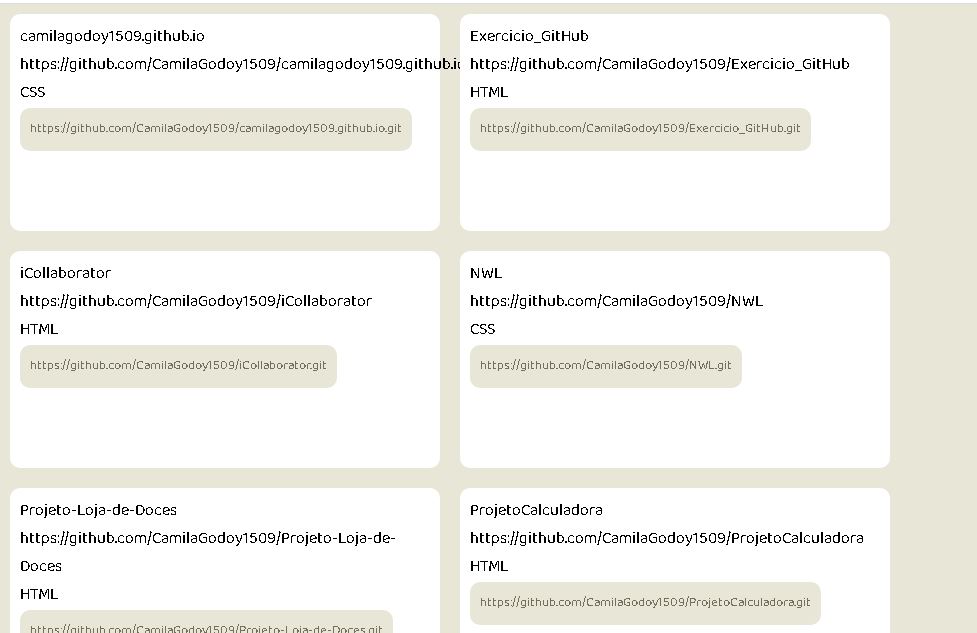 camilagodoy1509.github.io
https://github.com/CamilaGodoy1509/camilagodoy1509.github.io
CSS
https://github.com/CamilaGodoy1509/camilagodoy1509.github.io.git
Exercicio_GitHub
https://github.com/CamilaGodoy1509/Exercicio_GitHub
HTML
https://github.com/CamilaGodoy1509/Exercicio_GitHub.git
iCollaborator
https://github.com/CamilaGodoy1509/iCollaborator
HTML
https://github.com/CamilaGodoy1509/iCollaborator.git
NWL
https://github.com/CamilaGodoy1509/NWL
CSS
https://github.com/CamilaGodoy1509/NWL.git
Projeto-Loja-de-Doces
https://github.com/CamilaGodoy1509/Projeto-Loja-de-
Doces
HTML
https://github.com/CamilaGodoy1509/Projeto-Loja-de-Doces.git
ProjetoCalculadora
https://github.com/CamilaGodoy1509/ProjetoCalculadora
HTML
https://github.com/CamilaGodoy1509/ProjetoCalculadora.git